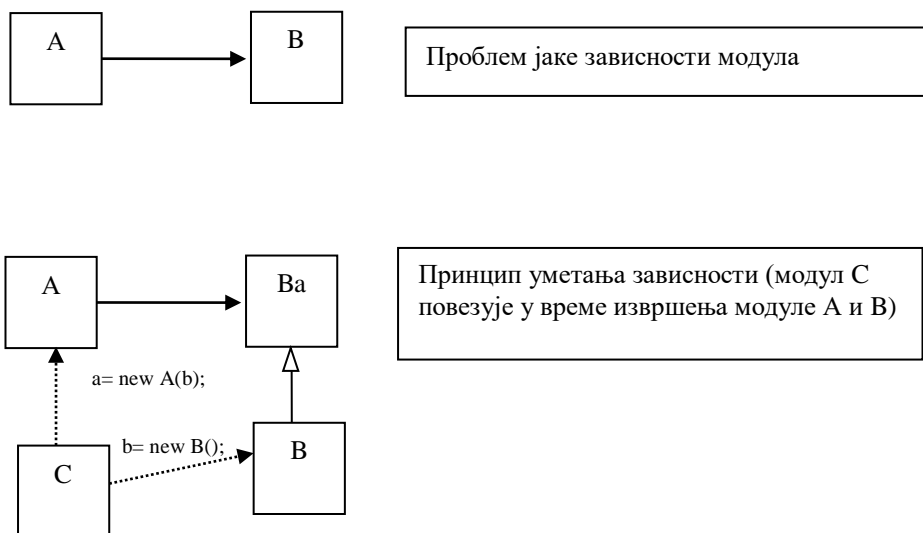 A
B
Проблем јаке зависности модула
A
Ba
Принцип уметања зависности (модул C
повезује у време извршења модуле А и В)
a= new A(b);
b= new B();
B
C